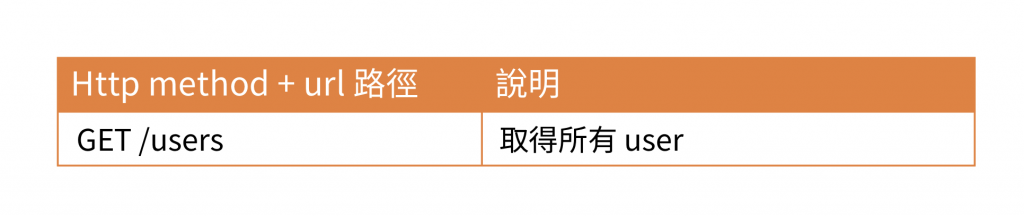 Http method + url 路徑 說明
GET /users 取得所有 user